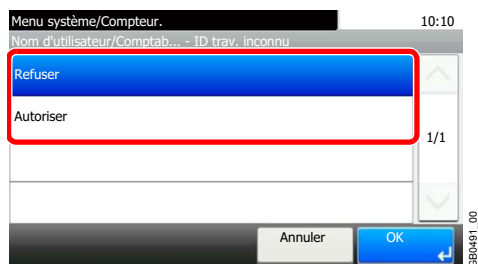 Menu système/Compteur. 10:10
Nom d'utilisateur/Comptab... - ID trav. inconnu
Refuser
Autoriser
1/1
Annuler OK
GB0491_00